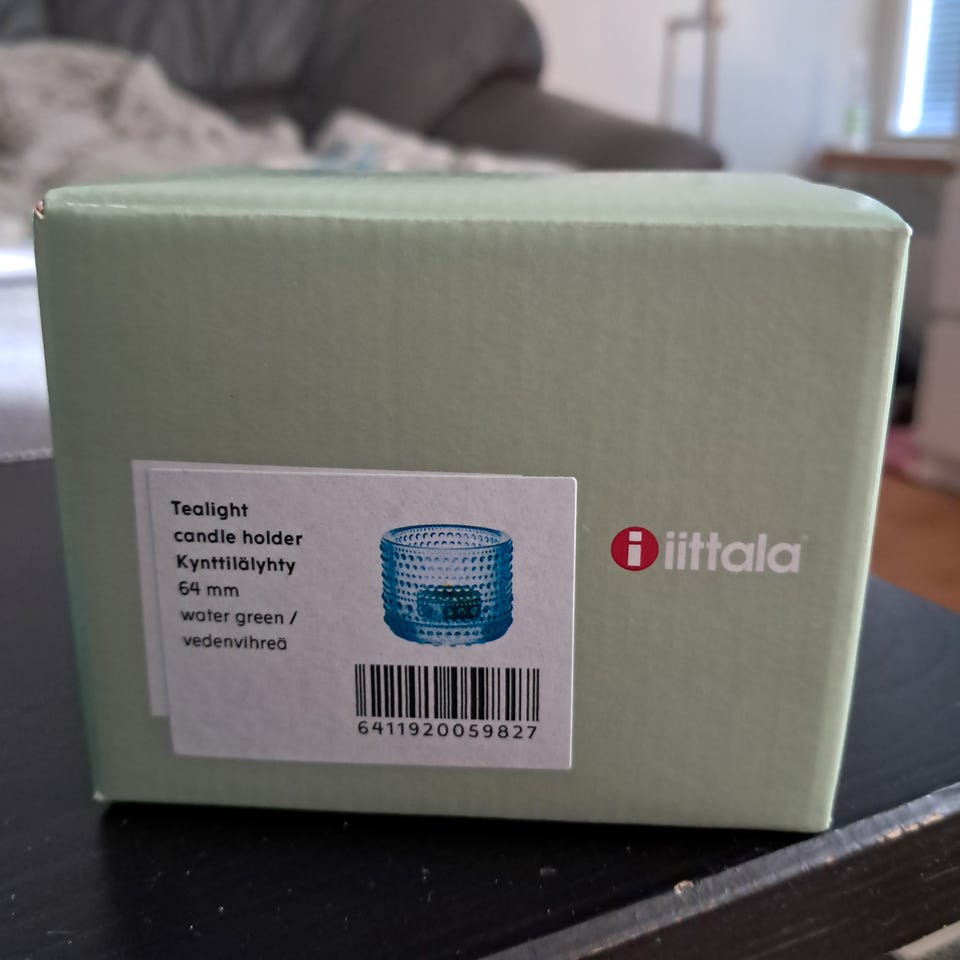 Tealight
candle holder
Kynttilälyhty
64 mm
water green /
vedenvihreä
6411920059827
i iittala